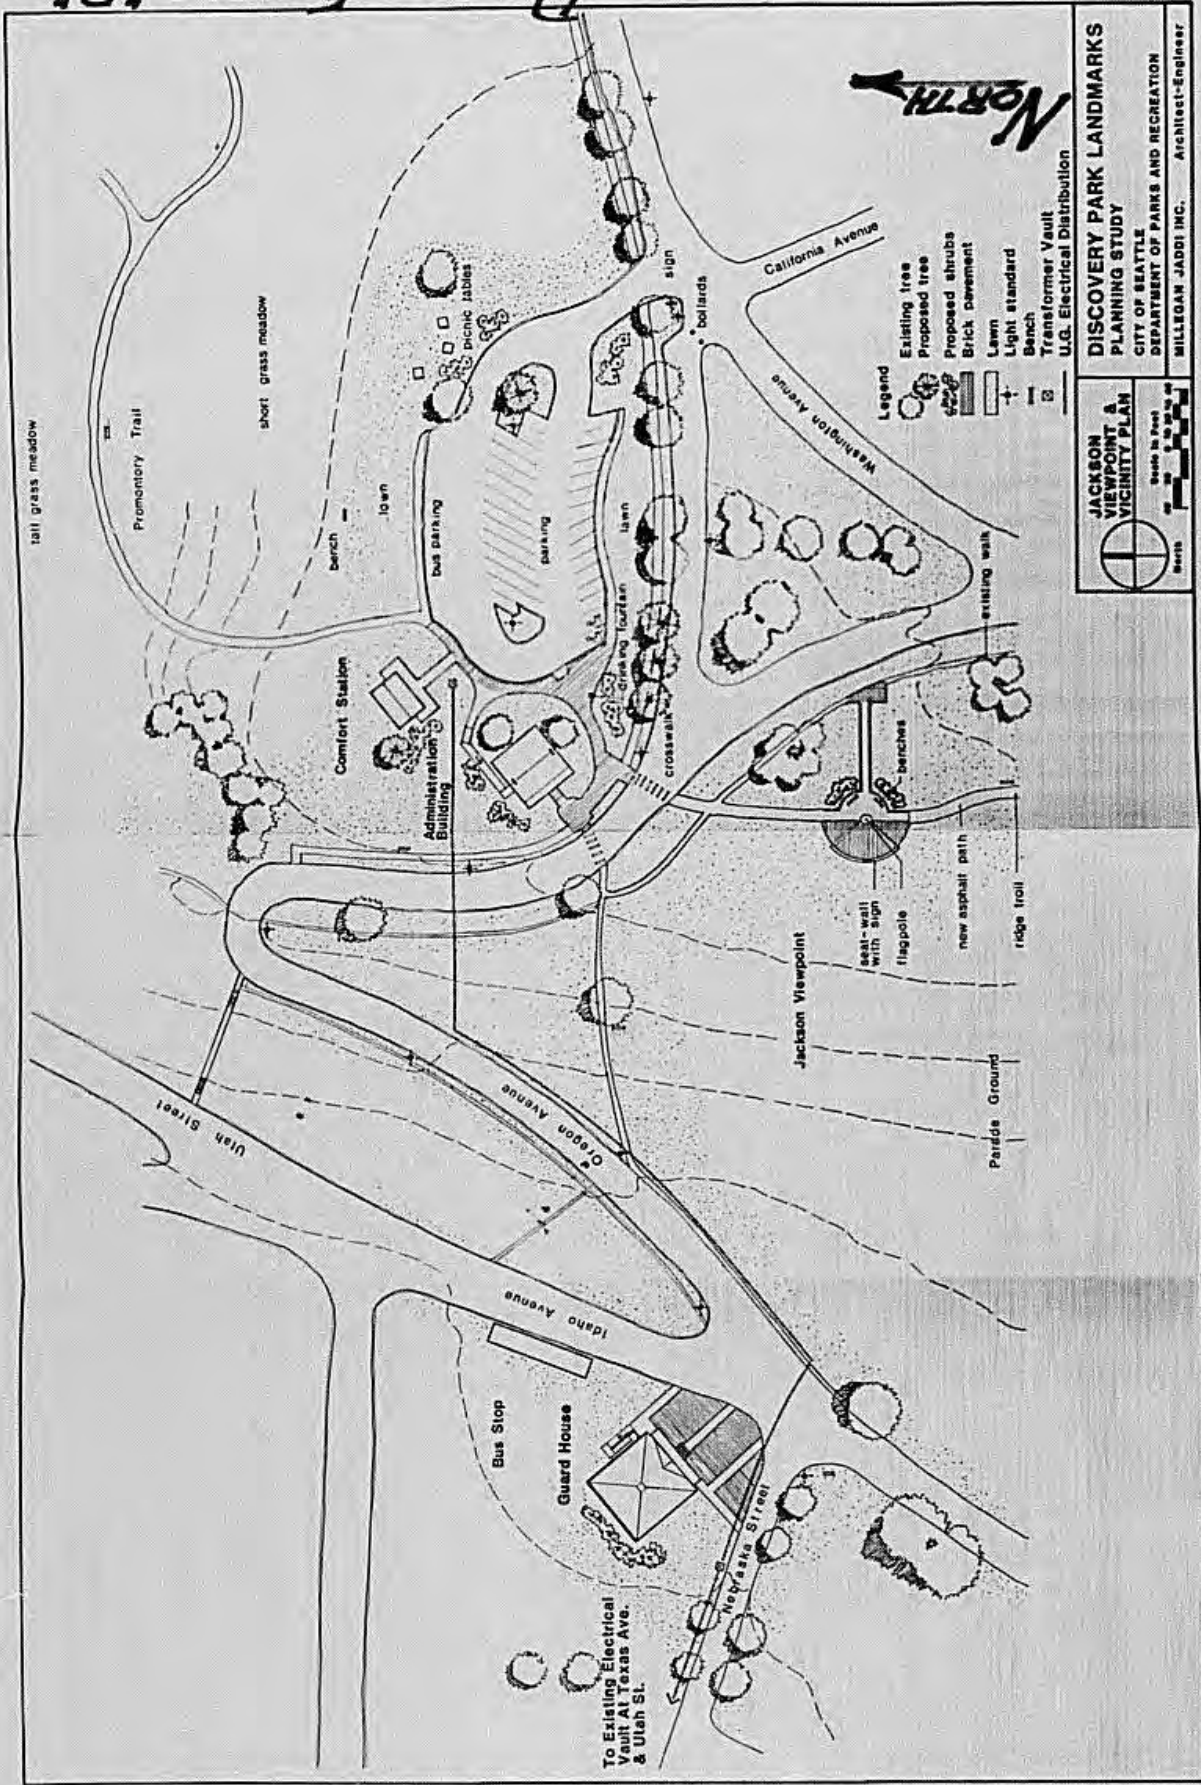 tall grass meadow
Promontory Trail
short grass meadow
bench
lawn
bus parking
picnic tables
parking
lawn
drinking fountain
Comfort Station
Administration
Building
crosswalk
sign
bollards
California Avenue
Washington Avenue
existing walk
benches
seat-wall
with sign
flagpole
new asphalt path
ridge trail
Jackson Viewpoint
Parade Ground
Utah Street
Oregon Avenue
Idaho Avenue
Bus Stop
Guard House
Nebraska Street
To Existing Electrical
Vault At Texas Ave.
& Utah St.
NORTH
Legend
Existing tree
Proposed tree
Proposed shrubs
Brick pavement
Lawn
Light standard
Bench
Transformer Vault
U.G. Electrical Distribution
JACKSON
VIEWPOINT &
VICINITY PLAN
North
Scale in Feet
DISCOVERY PARK LANDMARKS
PLANNING STUDY
CITY OF SEATTLE
DEPARTMENT OF PARKS AND RECREATION
MILLEGAN JADDI INC. Architect-Engineer